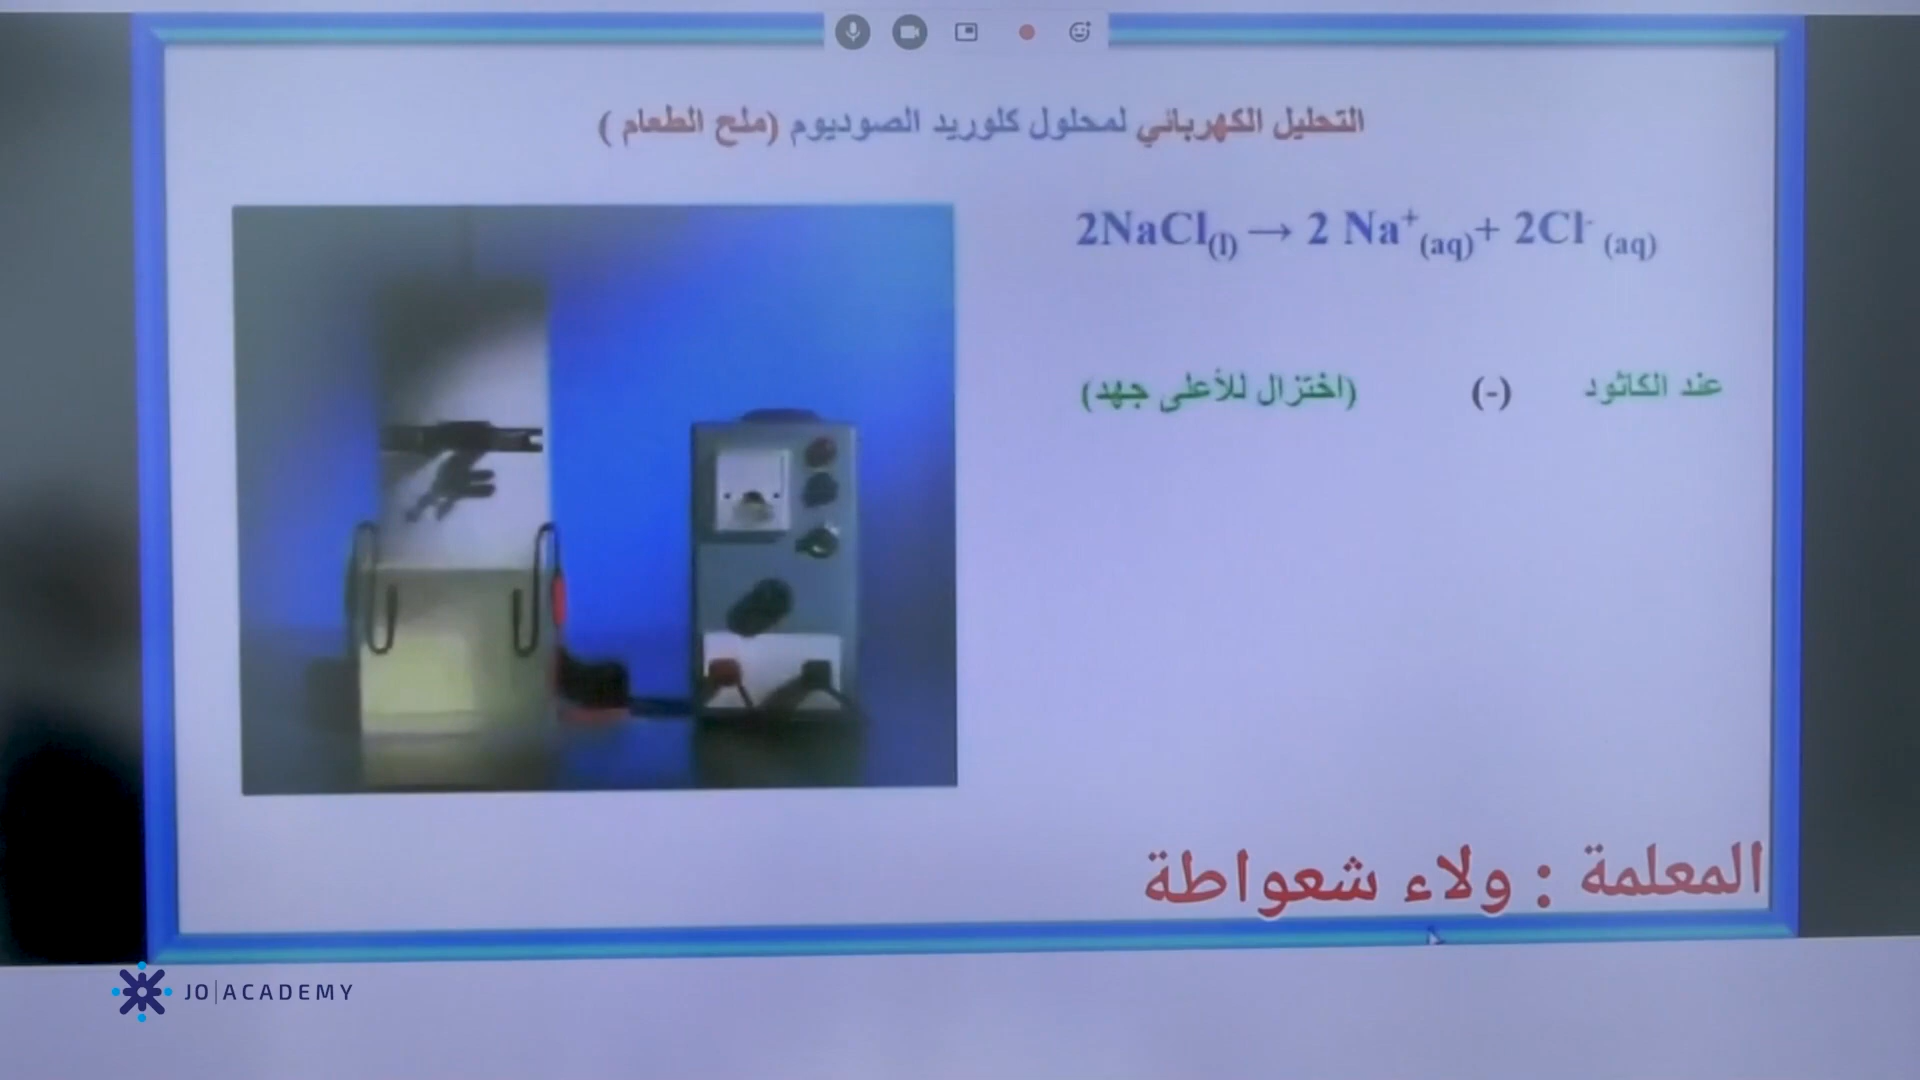 التحليل الكهربائي لمحلول كلوريد الصوديوم (ملح الطعام )
2NaCl(l) → 2 Na⁺(aq)+ 2Cl⁻ (aq)
عند الكاثود (-) (اختزال للأعلى جهد)
المعلمة : ولاء شعواطة
JO|ACADEMY